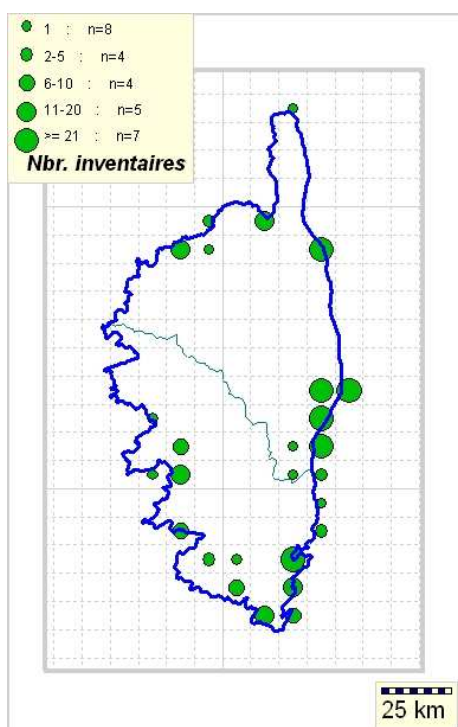 1 : n=8
2-5 : n=4
6-10 : n=4
11-20 : n=5
>= 21 : n=7
Nbr. inventaires
25 km